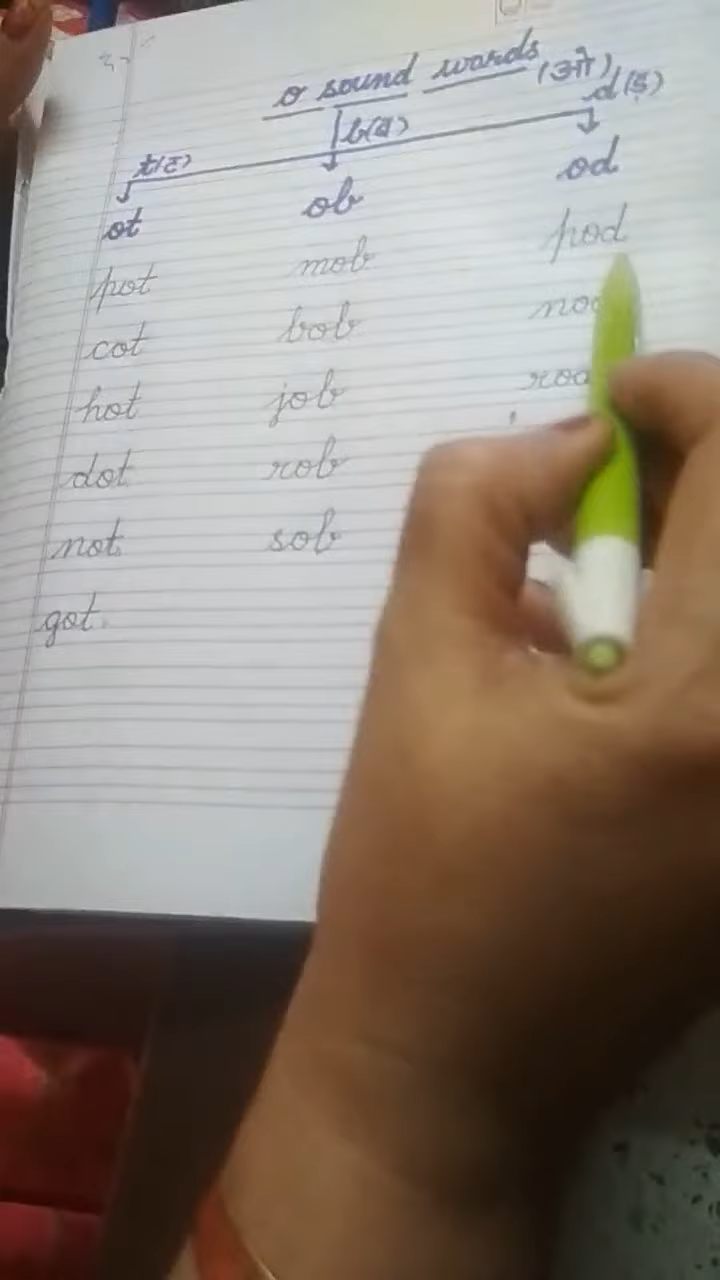 o sound words (ओ)
t(ट) b(ब) d(ड)
ot ob od
pot mob pod
cot bob
hot job
dot rob
not sob
got